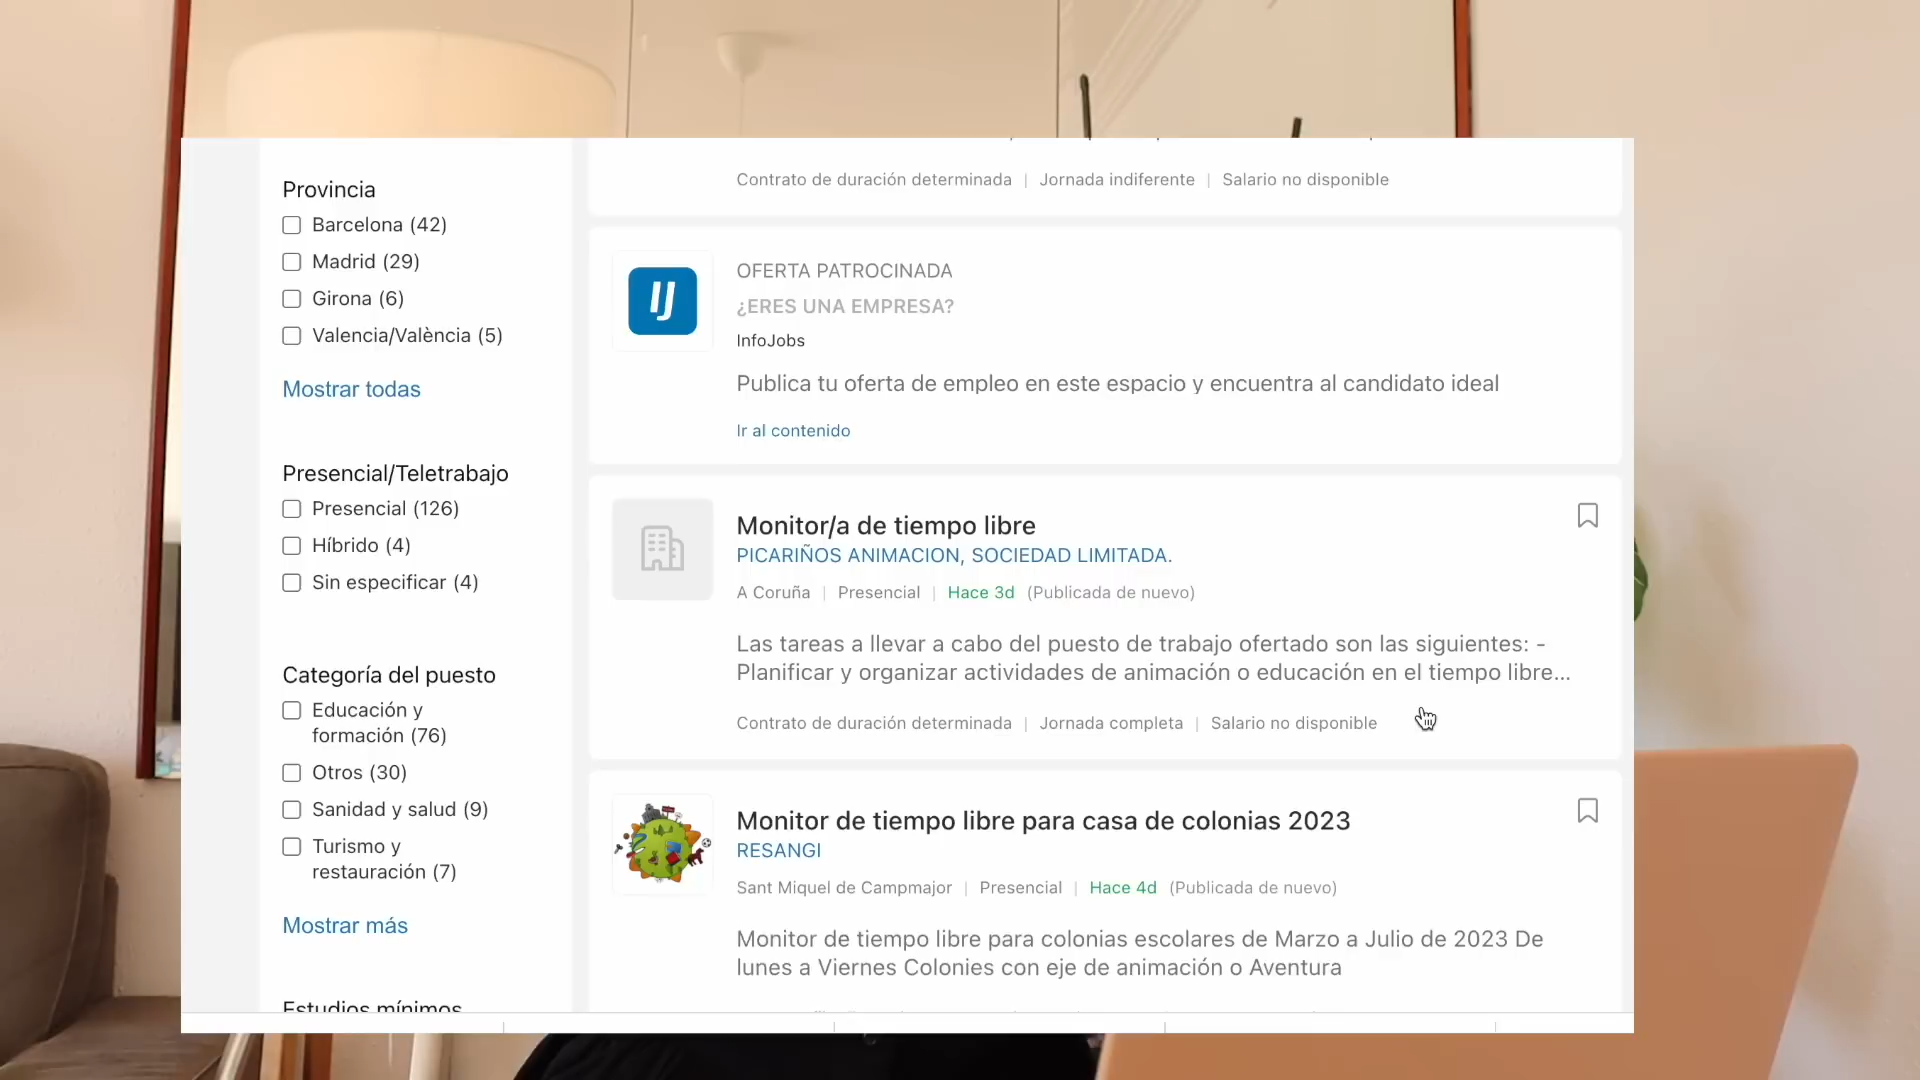 Provincia
Barcelona (42)
Madrid (29)
Girona (6)
Valencia/València (5)
Mostrar todas
Presencial/Teletrabajo
Presencial (126)
Híbrido (4)
Sin especificar (4)
Categoría del puesto
Educación y
formación (76)
Otros (30)
Sanidad y salud (9)
Turismo y
restauración (7)
Mostrar más
Estudios mínimos
Contrato de duración determinada | Jornada indiferente | Salario no disponible
IJ
OFERTA PATROCINADA
¿ERES UNA EMPRESA?
InfoJobs
Publica tu oferta de empleo en este espacio y encuentra al candidato ideal
Ir al contenido
Monitor/a de tiempo libre
PICARIÑOS ANIMACION, SOCIEDAD LIMITADA.
A Coruña | Presencial | Hace 3d (Publicada de nuevo)
Las tareas a llevar a cabo del puesto de trabajo ofertado son las siguientes: -
Planificar y organizar actividades de animación o educación en el tiempo libre...
Contrato de duración determinada | Jornada completa | Salario no disponible
Monitor de tiempo libre para casa de colonias 2023
RESANGI
Sant Miquel de Campmajor | Presencial | Hace 4d (Publicada de nuevo)
Monitor de tiempo libre para colonias escolares de Marzo a Julio de 2023 De
lunes a Viernes Colonies con eje de animación o Aventura